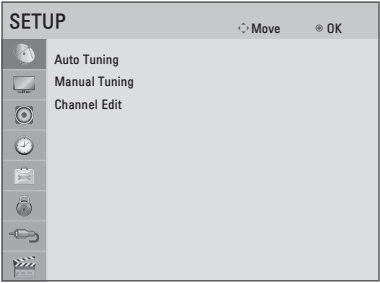 SETUP
Move OK
Auto Tuning
Manual Tuning
Channel Edit